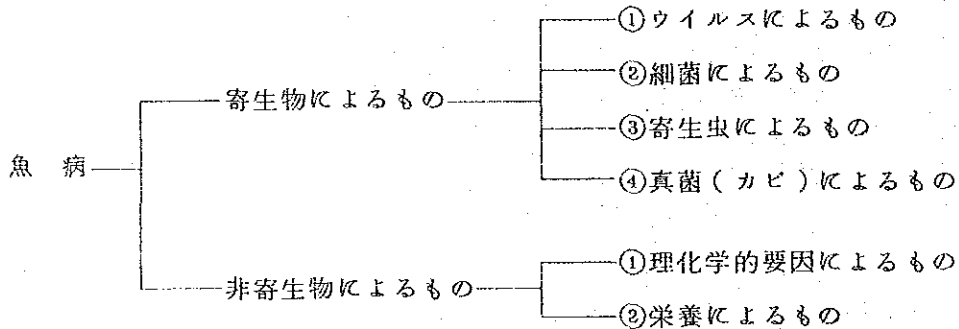 ①ウイルスによるもの
②細菌によるもの
寄生物によるもの
③寄生虫によるもの
魚 病
④真菌(カビ)によるもの
①理化学的要因によるもの
非寄生物によるもの
②栄養によるもの